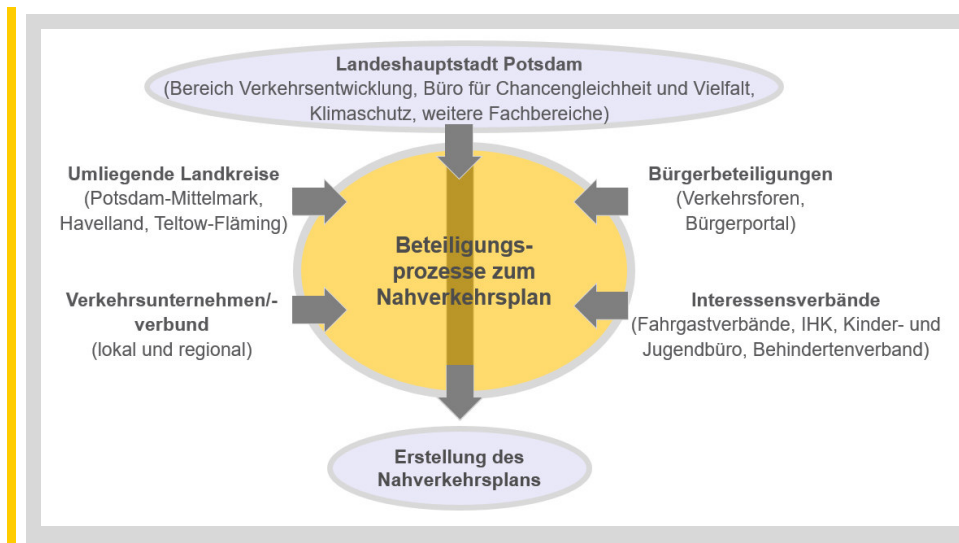 Landeshauptstadt Potsdam
(Bereich Verkehrsentwicklung, Büro für Chancengleichheit und Vielfalt,
Klimaschutz, weitere Fachbereiche)
Umliegende Landkreise
(Potsdam-Mittelmark,
Havelland, Teltow-Fläming)
Bürgerbeteiligungen
(Verkehrsforen,
Bürgerportal)
Beteiligungs-
prozesse zum
Nahverkehrsplan
Verkehrsunternehmen/-
verbund
(lokal und regional)
Interessensverbände
(Fahrgastverbände, IHK, Kinder- und
Jugendbüro, Behindertenverband)
Erstellung des
Nahverkehrsplans